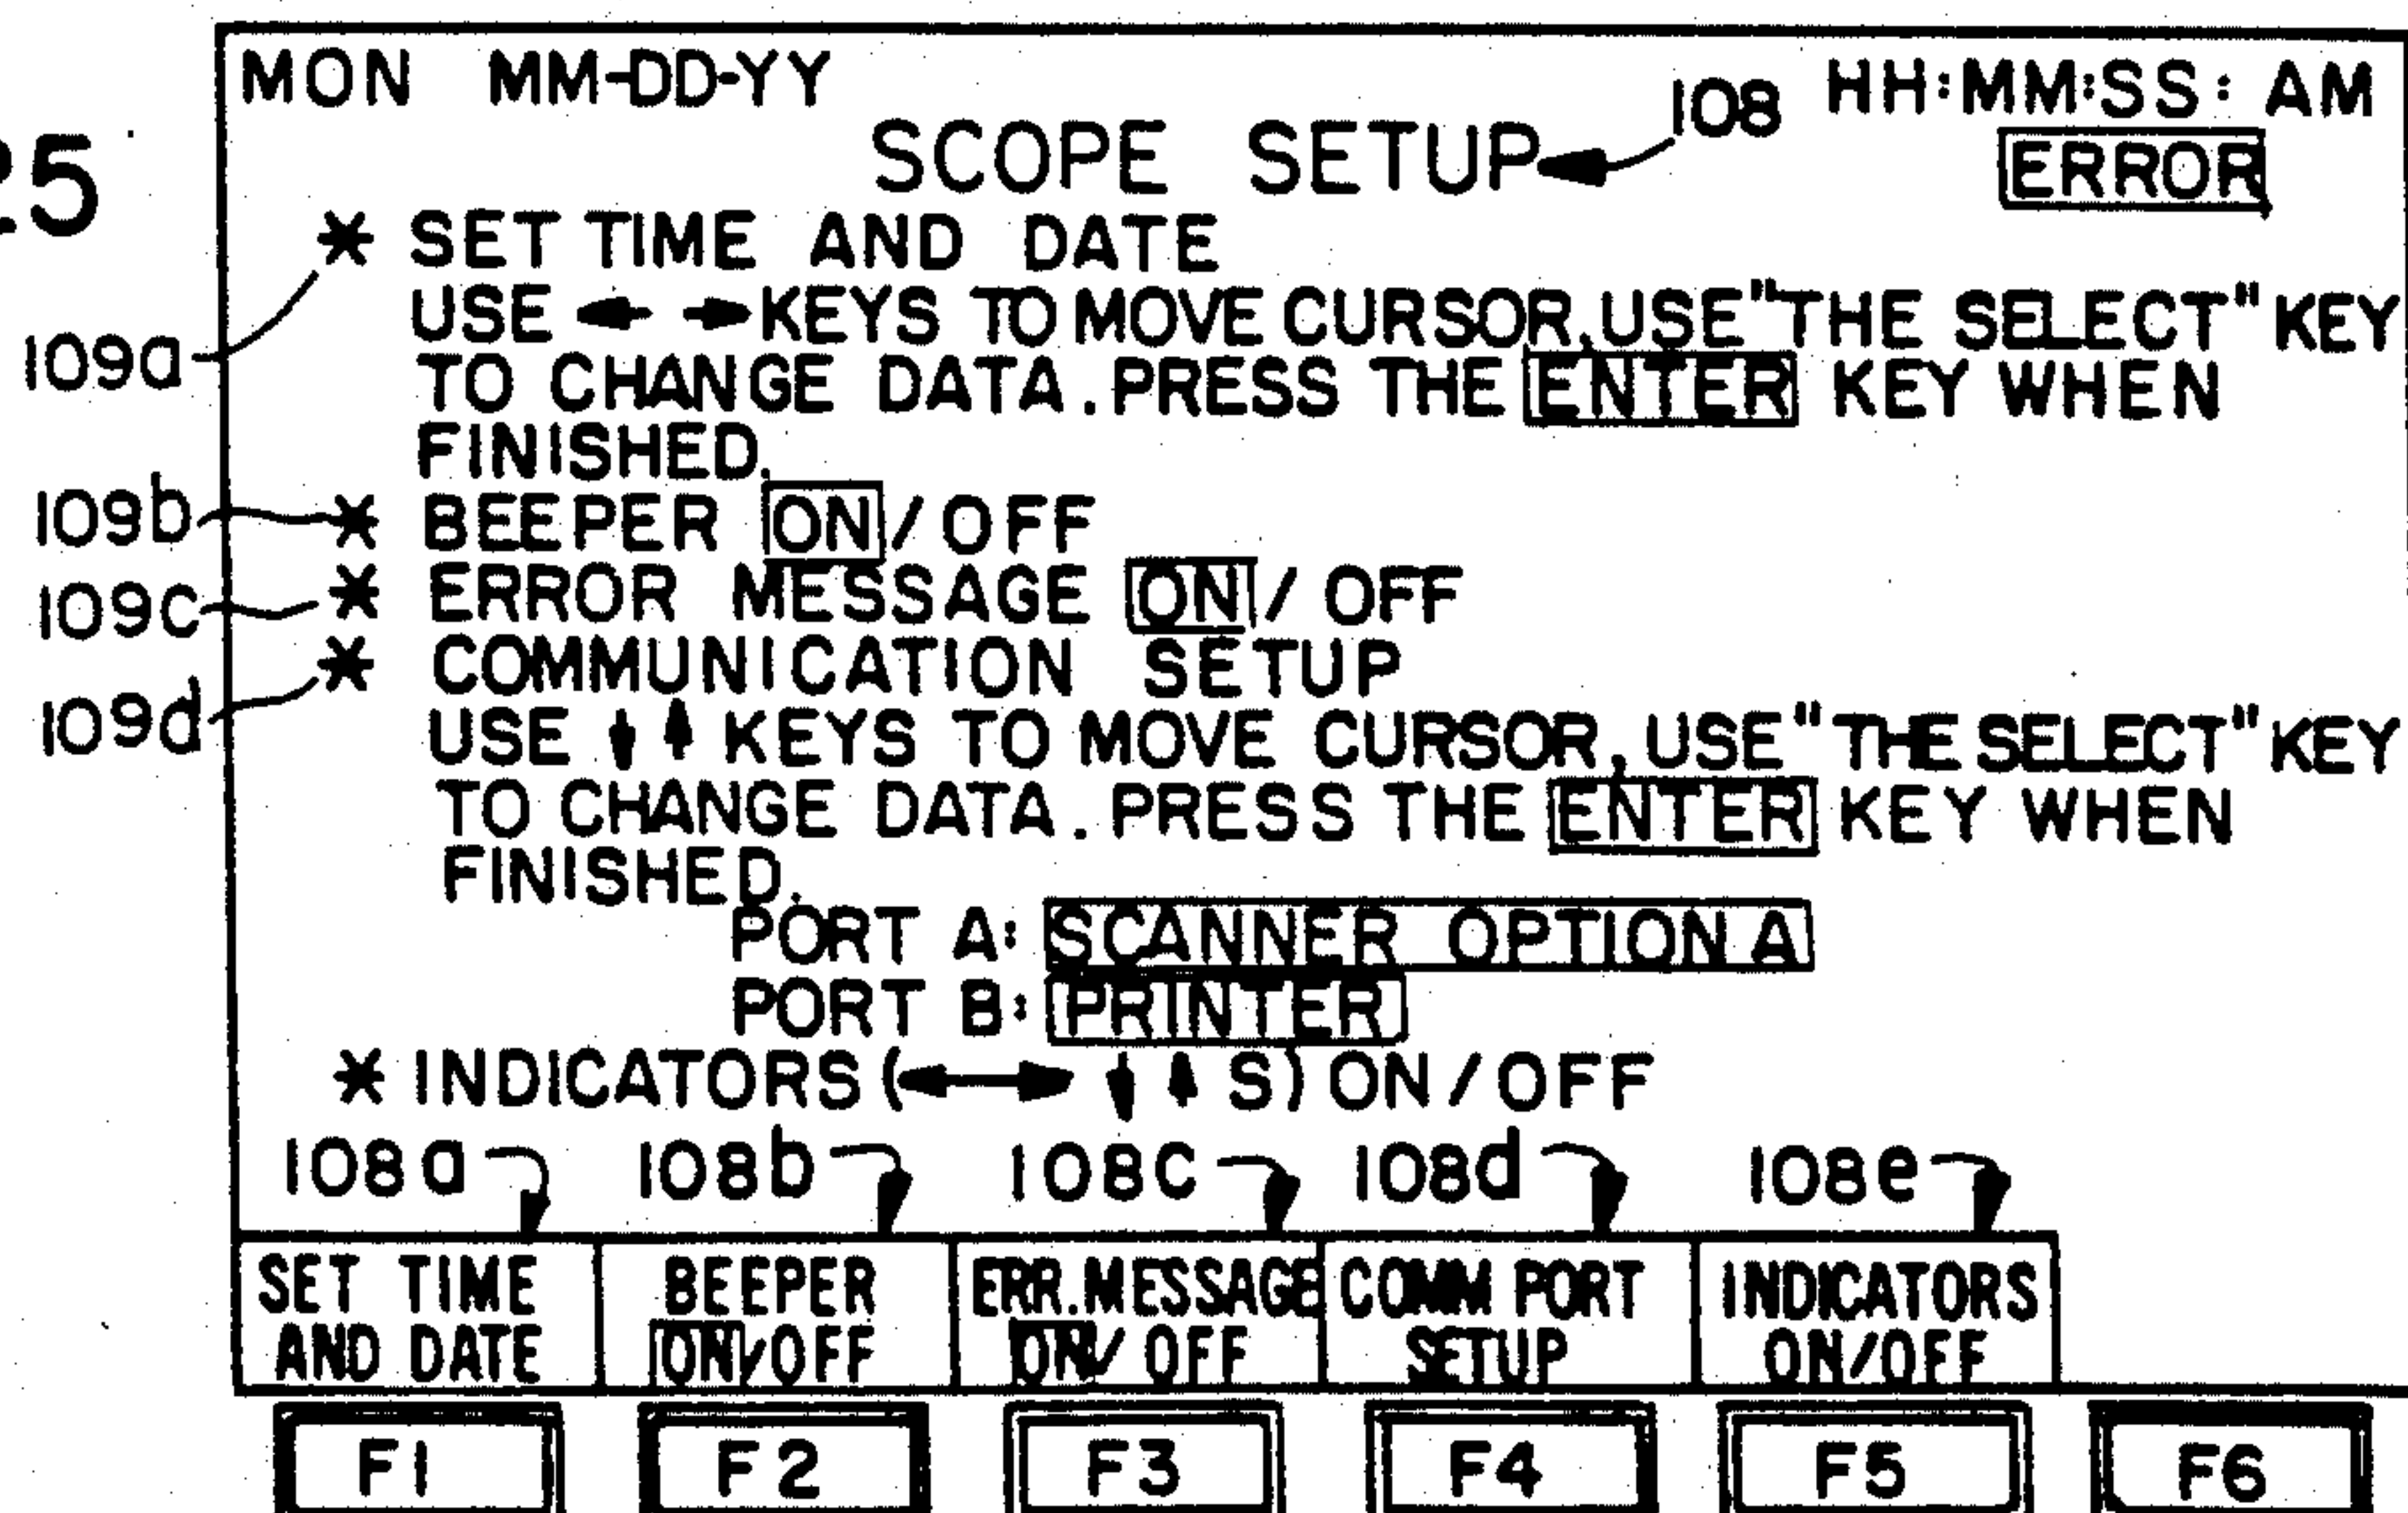 MON MM-DD-YY 108 HH:MM:SS: AM
SCOPE SETUP ERROR
25
* SET TIME AND DATE
USE ← → KEYS TO MOVE CURSOR, USE "THE SELECT" KEY
109a
TO CHANGE DATA. PRESS THE ENTER KEY WHEN
FINISHED.
109b * BEEPER ON/OFF
109c * ERROR MESSAGE ON/OFF
* COMMUNICATION SETUP
109d
USE ↓ ↑ KEYS TO MOVE CURSOR, USE "THE SELECT" KEY
TO CHANGE DATA. PRESS THE ENTER KEY WHEN
FINISHED.
PORT A: SCANNER OPTION A
PORT B: PRINTER
* INDICATORS (←→ ↓ ↑ S) ON/OFF
108a 108b 108c 108d 108e
SET TIME AND DATE
BEEPER ON/OFF
ERR.MESSAGE ON/OFF
COMM PORT SETUP
INDICATORS ON/OFF
F1 F2 F3 F4 F5 F6